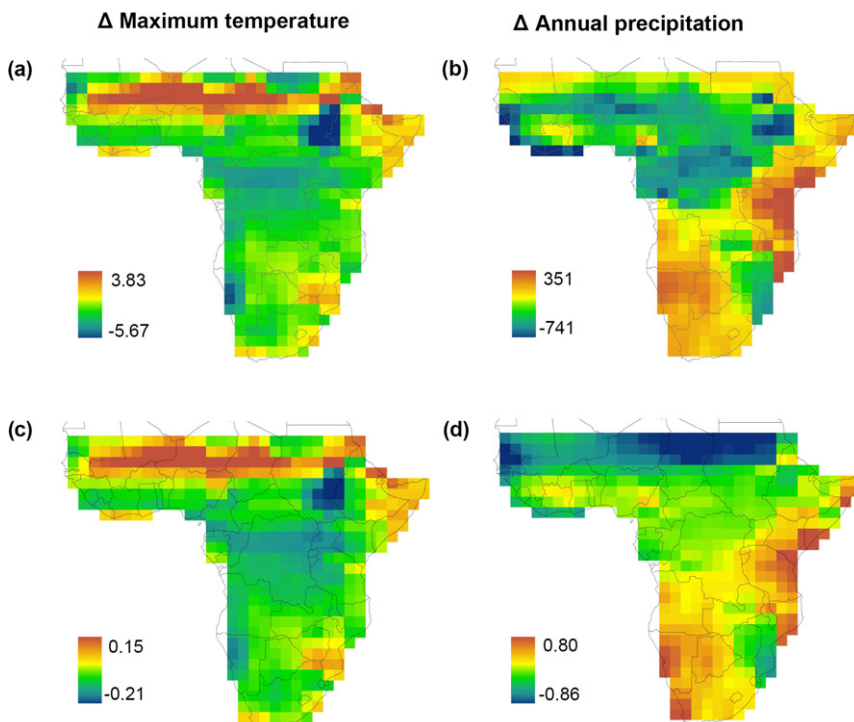 Δ Maximum temperature
Δ Annual precipitation
(a)
(b)
3.83
-5.67
351
-741
(c)
(d)
0.15
-0.21
0.80
-0.86